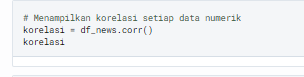 # Menampilkan korelasi setiap data numerik
korelasi = df_news.corr()
korelasi